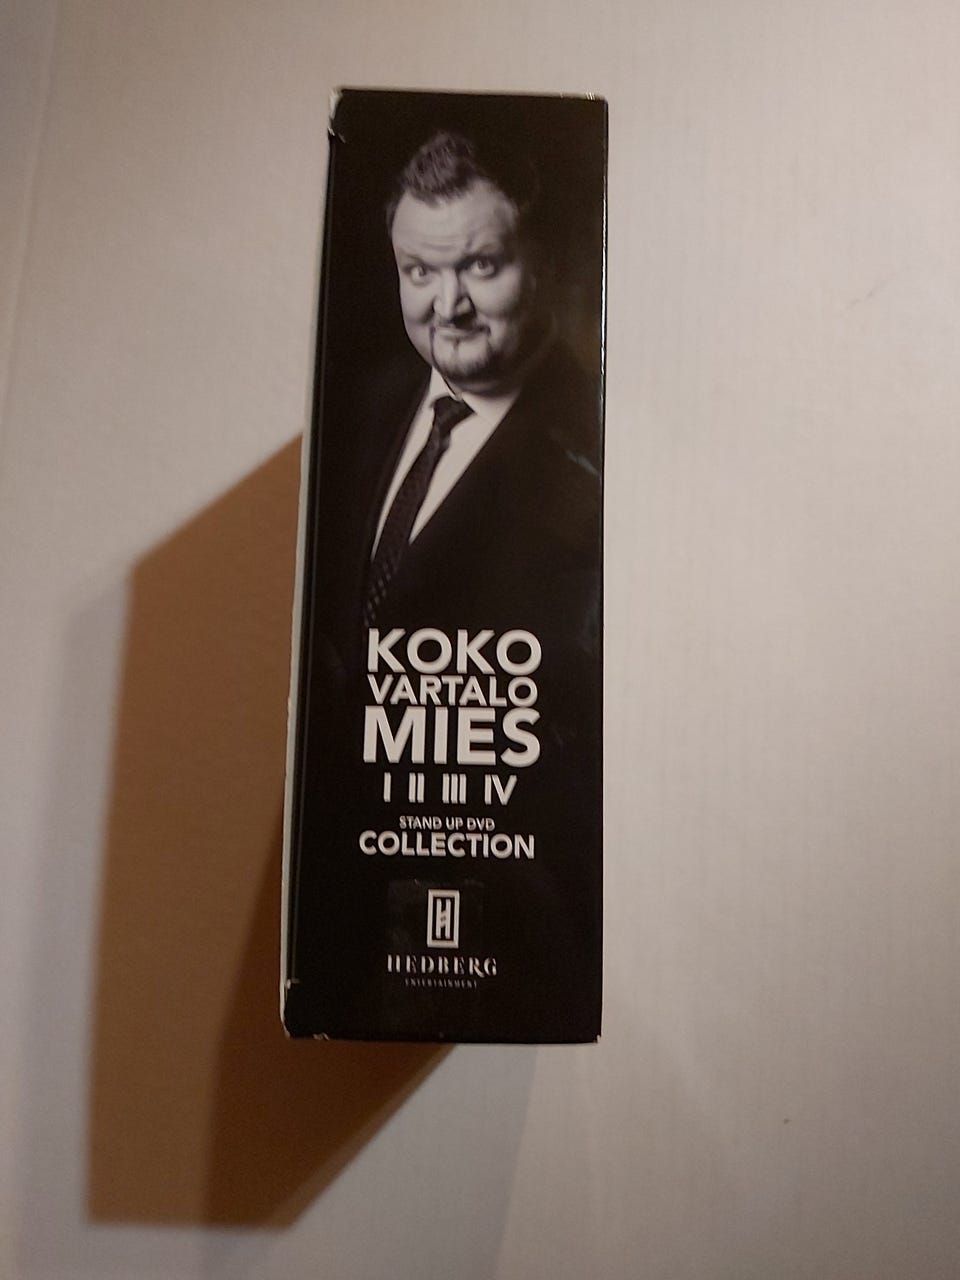 KOKO
VARTALO
MIES
I II III IV
STAND UP DVD
COLLECTION
H
HEDBERG
ENTERTAINMENT